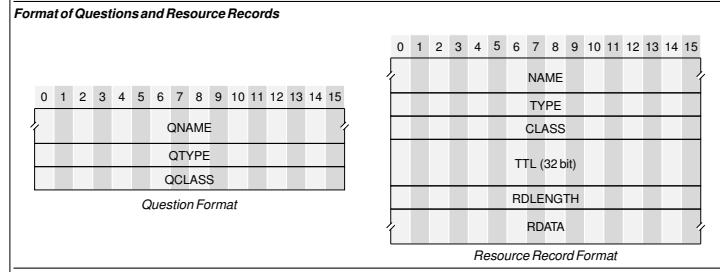 Format of Questions and Resource Records
0 1 2 3 4 5 6 7 8 9 10 11 12 13 14 15
QNAME
QTYPE
QCLASS
Question Format
0 1 2 3 4 5 6 7 8 9 10 11 12 13 14 15
NAME
TYPE
CLASS
TTL (32 bit)
RDLENGTH
RDATA
Resource Record Format